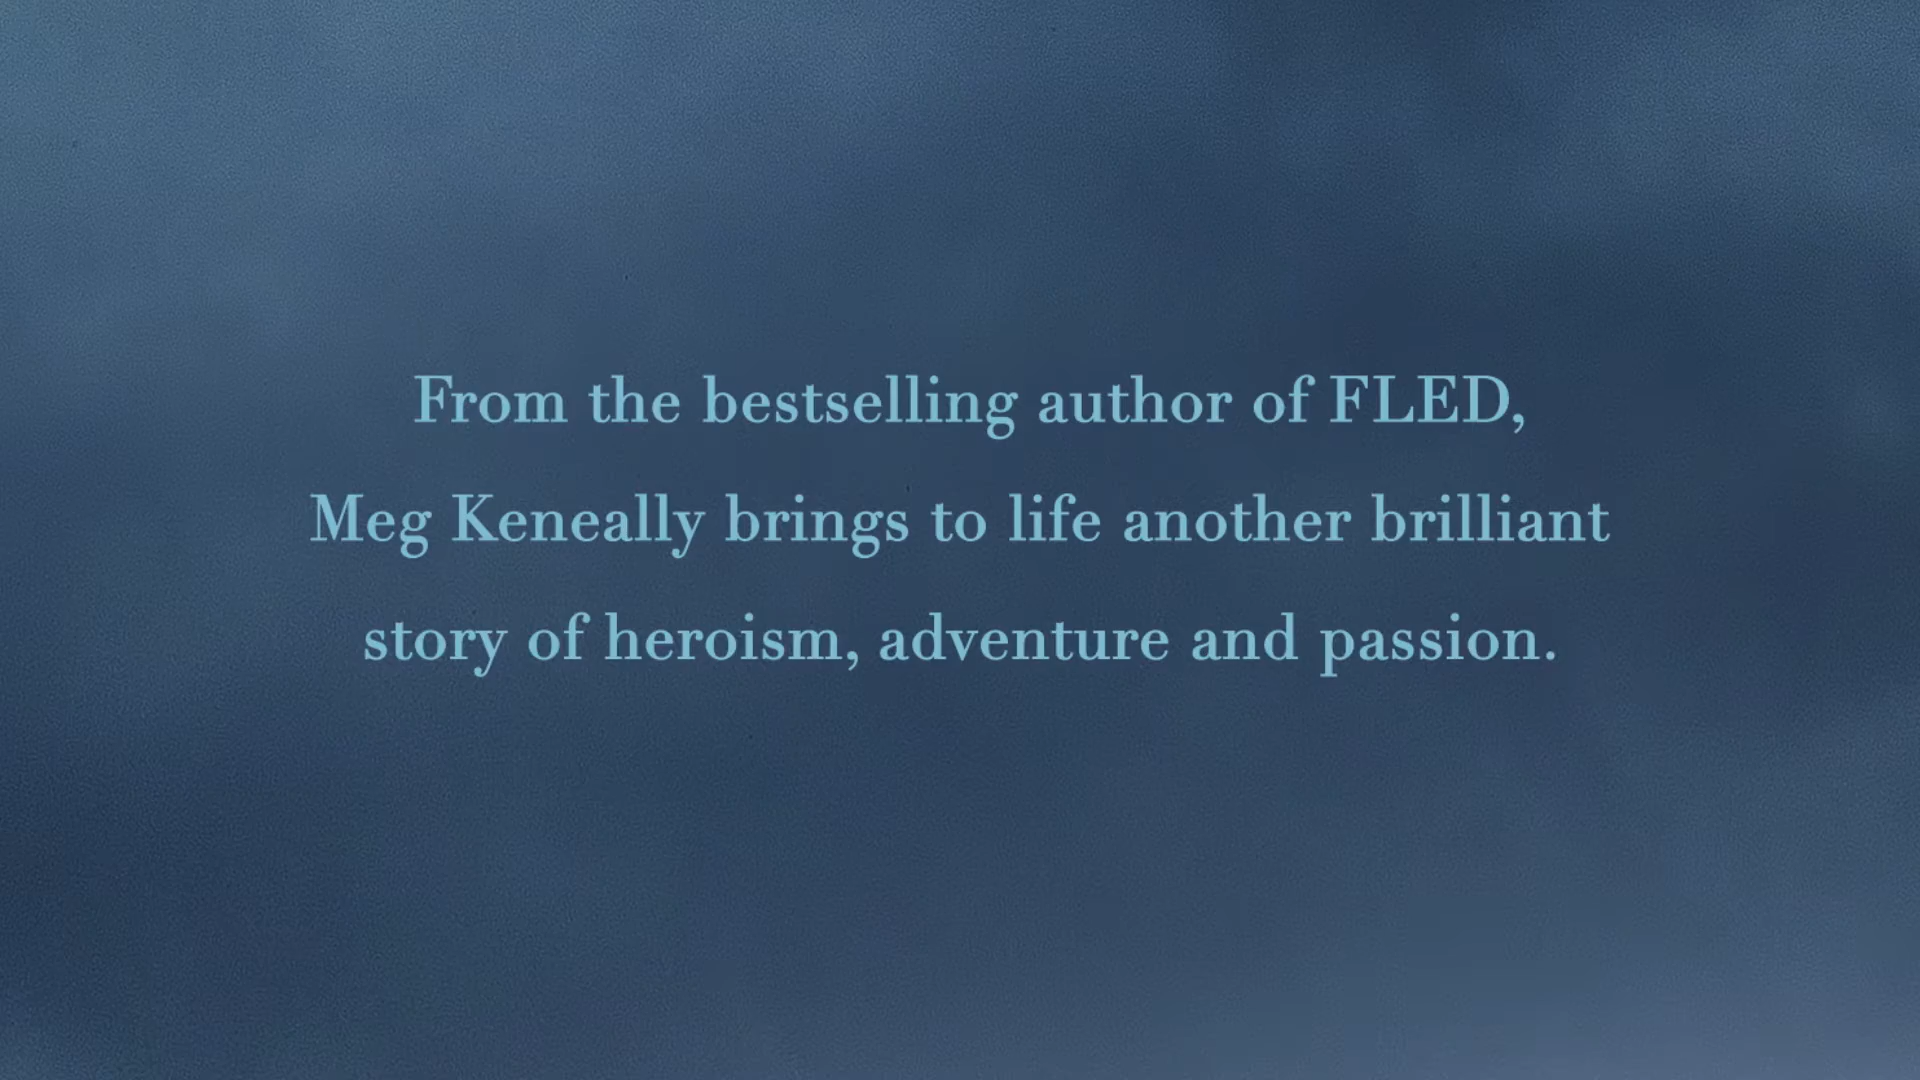 From the bestselling author of FLED,
Meg Keneally brings to life another brilliant
story of heroism, adventure and passion.